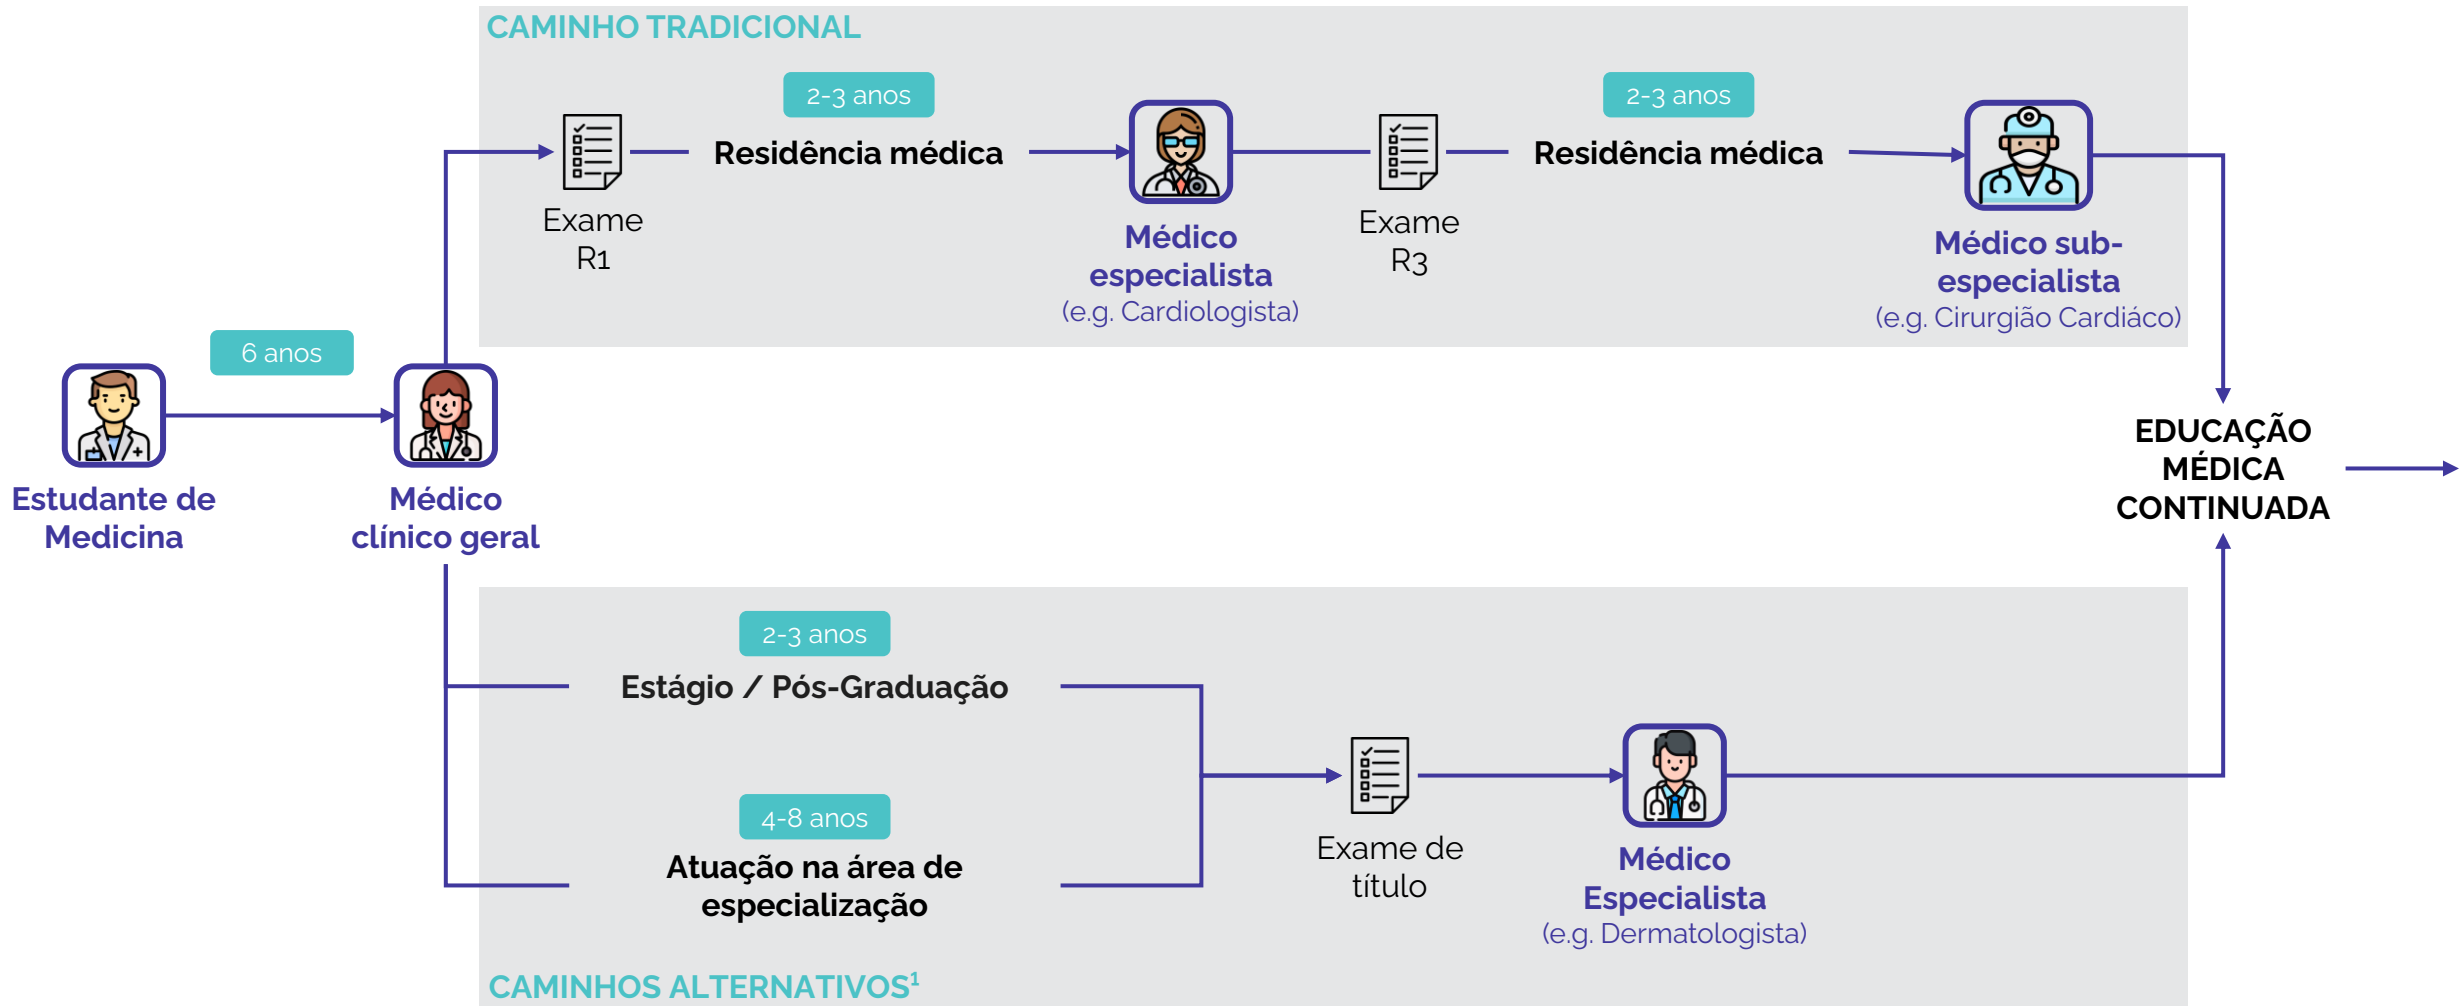 CAMINHO TRADICIONAL
2-3 anos
Residência médica
2-3 anos
Residência médica
Exame
R1
Médico
especialista
(e.g. Cardiologista)
Exame
R3
Médico sub-
especialista
(e.g. Cirurgião Cardiáco)
6 anos
Estudante de
Medicina
Médico
clínico geral
EDUCAÇÃO
MÉDICA
CONTINUADA
2-3 anos
Estágio / Pós-Graduação
4-8 anos
Atuação na área de
especialização
Exame de
título
Médico
Especialista
(e.g. Dermatologista)
CAMINHOS ALTERNATIVOS¹